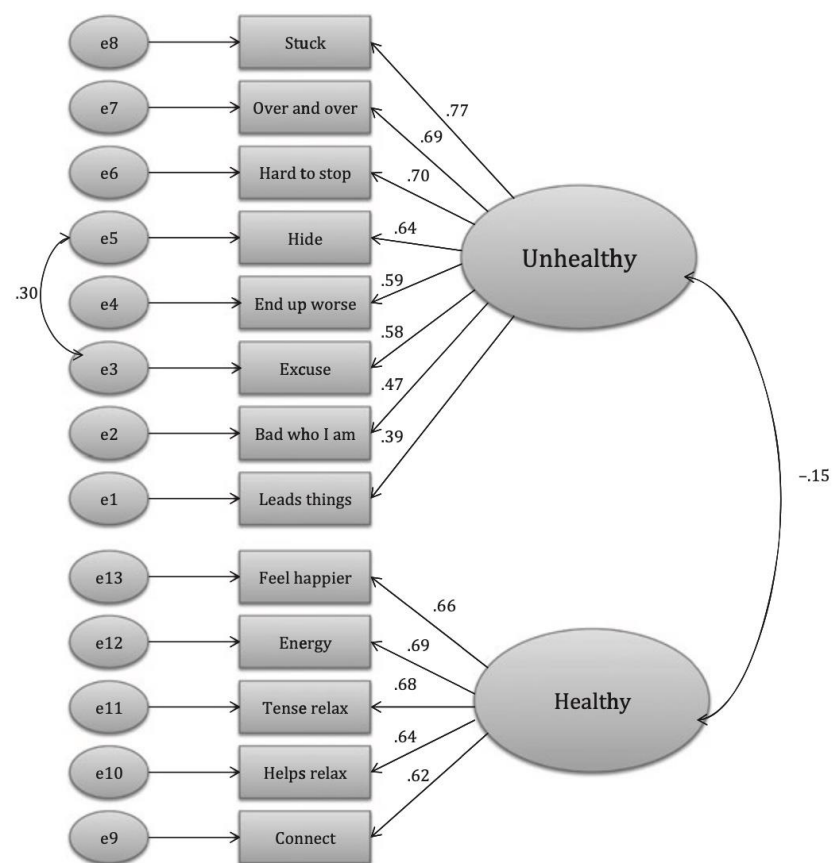 e8
Stuck
.77
e7
Over and over
.69
e6
Hard to stop
.70
e5
Hide
.64
Unhealthy
.30
e4
End up worse
.59
e3
Excuse
.58
e2
Bad who I am
.47
.39
e1
Leads things
–.15
e13
Feel happier
.66
e12
Energy
.69
e11
Tense relax
.68
Healthy
e10
Helps relax
.64
e9
Connect
.62